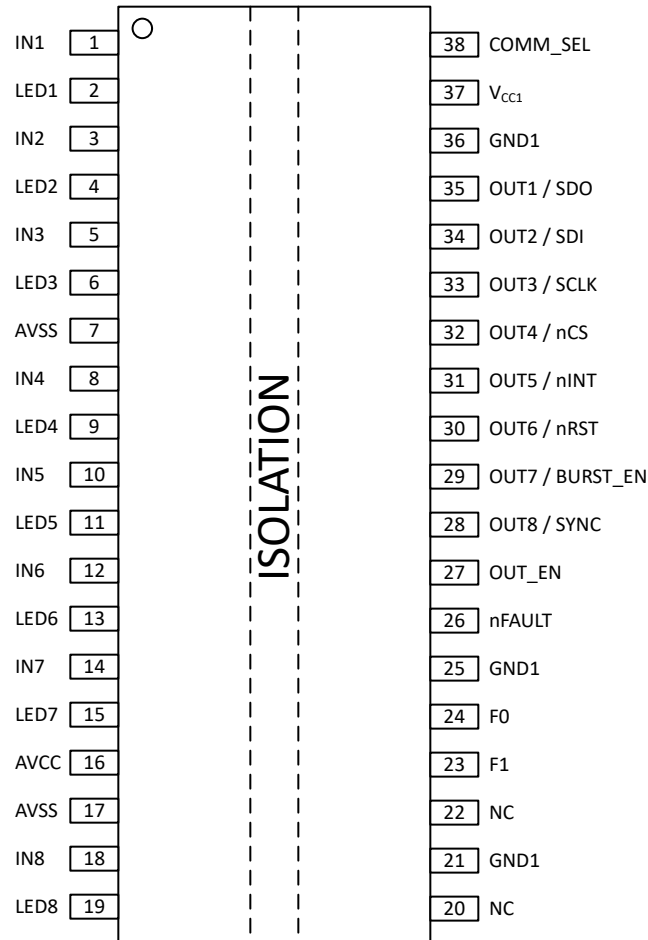 IN1 1
LED1 2
IN2 3
LED2 4
IN3 5
LED3 6
AVSS 7
IN4 8
LED4 9
IN5 10
LED5 11
IN6 12
LED6 13
IN7 14
LED7 15
AVCC 16
AVSS 17
IN8 18
LED8 19
ISOLATION
38 COMM_SEL
37 VCC1
36 GND1
35 OUT1 / SDO
34 OUT2 / SDI
33 OUT3 / SCLK
32 OUT4 / nCS
31 OUT5 / nINT
30 OUT6 / nRST
29 OUT7 / BURST_EN
28 OUT8 / SYNC
27 OUT_EN
26 nFAULT
25 GND1
24 F0
23 F1
22 NC
21 GND1
20 NC